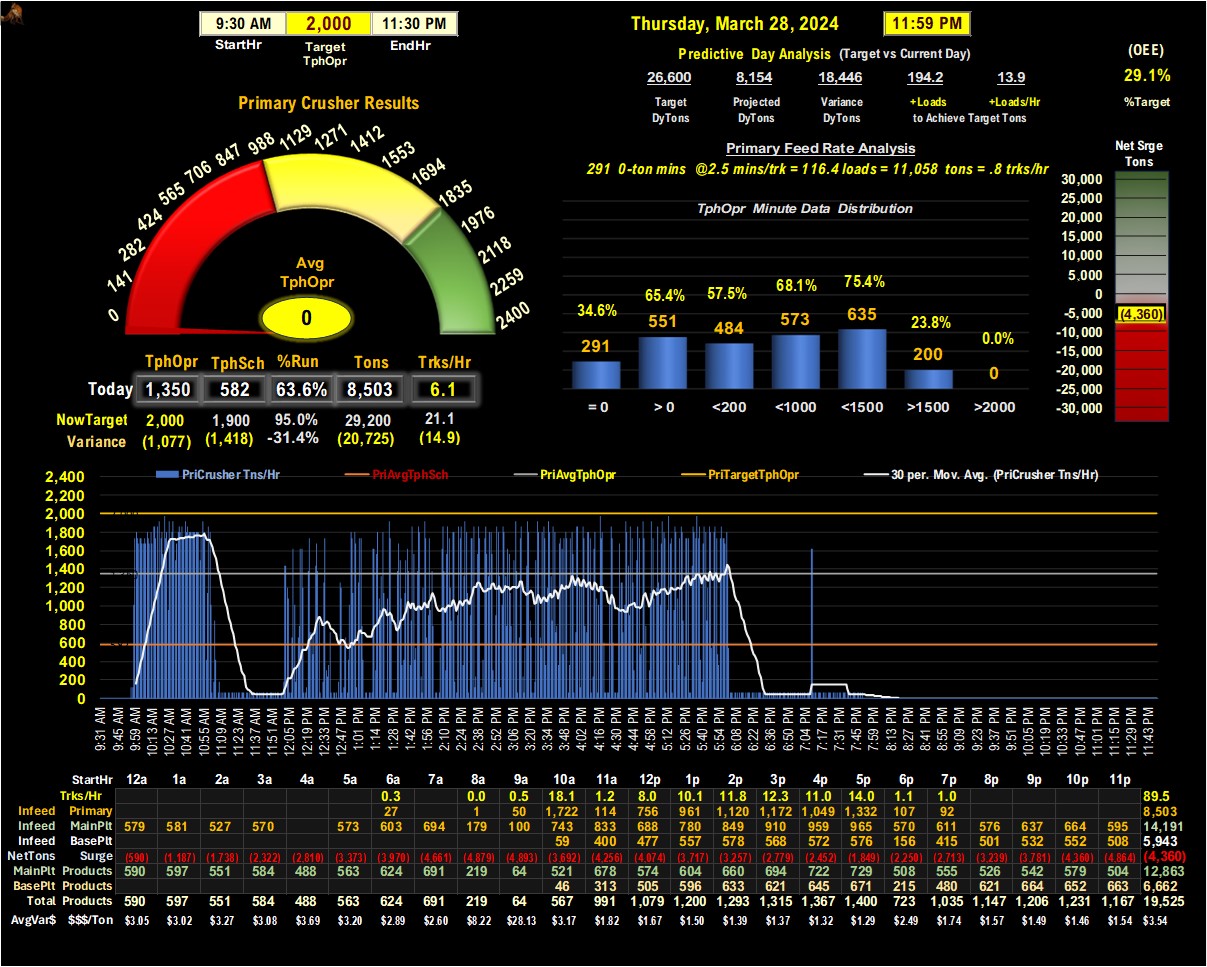 9:30 AM 2,000 11:30 PM
StartHr Target TphOpr EndHr
Thursday, March 28, 2024 11:59 PM
Predictive Day Analysis (Target vs Current Day)
26,600 8,154 18,446 194.2 13.9
Target DyTons Projected DyTons Variance DyTons +Loads +Loads/Hr
to Achieve Target Tons
(OEE)
29.1%
%Target
Primary Crusher Results
0 141 282 424 565 706 847 988 1129 1271 1412 1553 1694 1835 1976 2118 2259 2400
Avg
TphOpr
0
TphOpr TphSch %Run Tons Trks/Hr
Today 1,350 582 63.6% 8,503 6.1
NowTarget 2,000 1,900 95.0% 29,200 21.1
Variance (1,077) (1,418) -31.4% (20,725) (14.9)
Primary Feed Rate Analysis
291 0-ton mins @2.5 mins/trk = 116.4 loads = 11,058 tons = .8 trks/hr
TphOpr Minute Data Distribution
34.6% 65.4% 57.5% 68.1% 75.4% 23.8% 0.0%
291 551 484 573 635 200 0
= 0 > 0 <200 <1000 <1500 >1500 >2000
Net Srge
Tons
30,000
25,000
20,000
15,000
10,000
5,000
0
-5,000
(4,360)
-10,000
-15,000
-20,000
-25,000
-30,000
PriCrusher Tns/Hr PriAvgTphSch PriAvgTphOpr PriTargetTphOpr 30 per. Mov. Avg. (PriCrusher Tns/Hr)
2,400
2,200
2,000
1,800
1,600
1,400
1,200
1,000
800
600
400
200
0
9:31 AM 9:45 AM 9:59 AM 10:13 AM 10:27 AM 10:41 AM 10:55 AM 11:09 AM 11:23 AM 11:37 AM 11:51 AM 12:05 PM 12:19 PM 12:33 PM 12:47 PM 1:01 PM 1:14 PM 1:28 PM 1:42 PM 1:56 PM 2:10 PM 2:24 PM 2:38 PM 2:52 PM 3:06 PM 3:20 PM 3:34 PM 3:48 PM 4:02 PM 4:16 PM 4:30 PM 4:44 PM 4:58 PM 5:12 PM 5:26 PM 5:40 PM 5:54 PM 6:08 PM 6:22 PM 6:36 PM 6:50 PM 7:04 PM 7:17 PM 7:31 PM 7:45 PM 7:59 PM 8:13 PM 8:27 PM 8:41 PM 8:55 PM 9:09 PM 9:23 PM 9:37 PM 9:51 PM 10:05 PM 10:19 PM 10:33 PM 10:47 PM 11:01 PM 11:15 PM 11:29 PM 11:43 PM
StartHr 12a 1a 2a 3a 4a 5a 6a 7a 8a 9a 10a 11a 12p 1p 2p 3p 4p 5p 6p 7p 8p 9p 10p 11p
Trks/Hr 0.3 0.0 0.5 18.1 1.2 8.0 10.1 11.8 12.3 11.0 14.0 1.1 1.0 89.5
Infeed Primary 27 1 50 1,722 114 756 961 1,120 1,172 1,049 1,332 107 92 8,503
Infeed MainPlt 579 581 527 570 573 603 694 179 100 743 833 688 780 849 910 959 965 570 611 576 637 664 595 14,191
Infeed BasePlt 59 400 477 537 578 568 572 576 156 415 501 532 552 508 5,943
NetTons Surge (590) (1,187) (1,738) (2,322) (2,810) (3,373) (3,970) (4,661) (4,879) (4,893) (3,692) (4,256) (4,074) (3,717) (3,257) (2,779) (2,452) (1,849) (2,250) (2,713) (3,239) (3,781) (4,360) (4,864) (4,360)
MainPlt Products 590 597 551 584 488 563 624 691 219 64 521 678 574 604 660 694 722 729 508 555 526 542 579 504 12,863
BasePlt Products 46 313 505 596 633 621 645 671 215 480 621 664 652 663 6,662
Total Products 590 597 551 584 488 563 624 691 219 64 567 991 1,079 1,200 1,293 1,315 1,367 1,400 723 1,035 1,147 1,206 1,231 1,167 19,525
AvgVar$ $$$/Ton $3.05 $3.02 $3.27 $3.08 $3.69 $3.20 $2.89 $2.60 $8.22 $28.13 $3.17 $1.82 $1.67 $1.50 $1.39 $1.37 $1.32 $1.29 $2.49 $1.74 $1.57 $1.49 $1.46 $1.54 $3.54